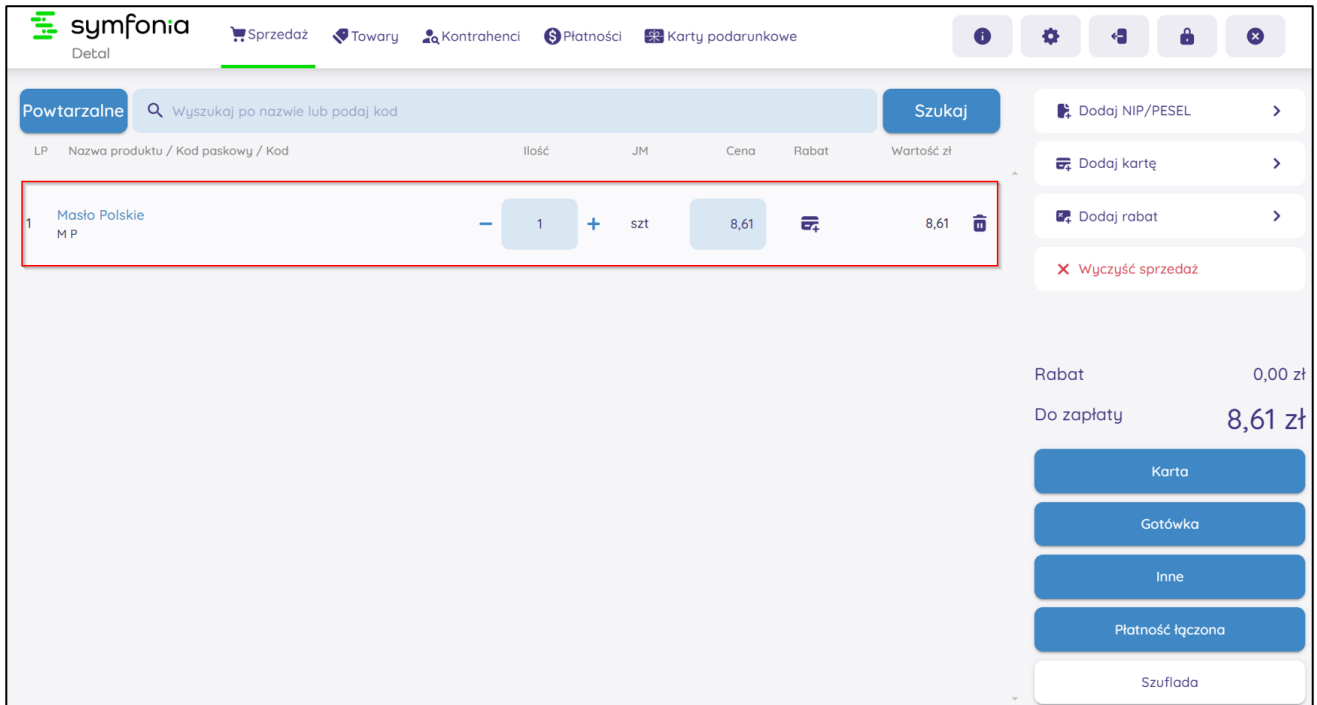 symfonia
Detal
Sprzedaż Towary Kontrahenci Płatności Karty podarunkowe
Powtarzalne Wyszukaj po nazwie lub podaj kod Szukaj
LP Nazwa produktu / Kod paskowy / Kod Ilość JM Cena Rabat Wartość zł
1 Masło Polskie − 1 + szt 8,61 8,61
M P
Dodaj NIP/PESEL
Dodaj kartę
Dodaj rabat
Wyczyść sprzedaż
Rabat 0,00 zł
Do zapłaty 8,61 zł
Karta
Gotówka
Inne
Płatność łączona
Szuflada